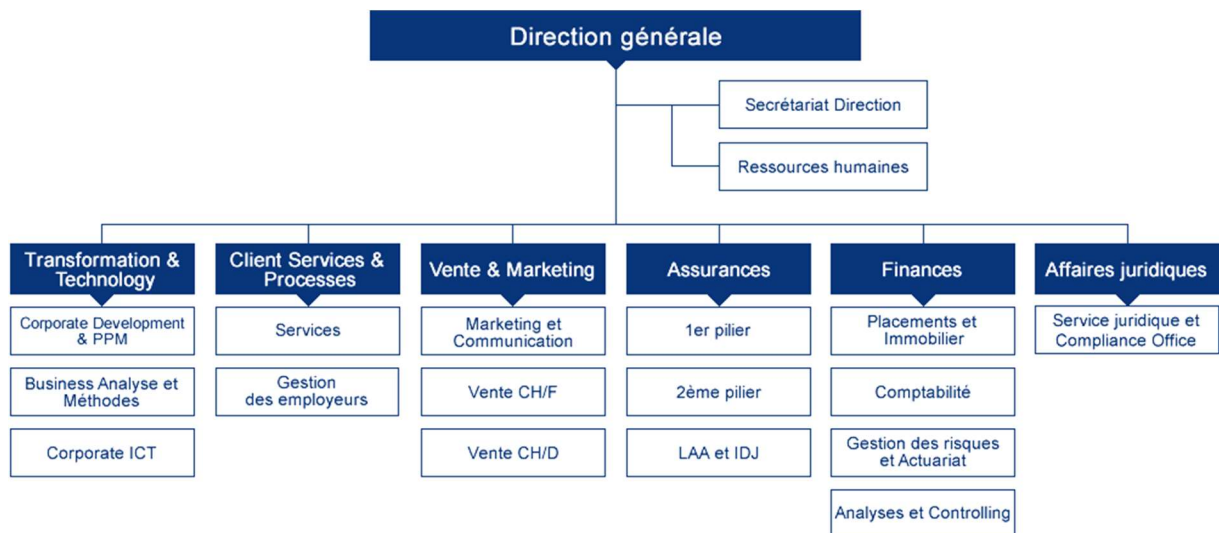 Direction générale
Secrétariat Direction
Ressources humaines
Transformation &
Technology
Corporate Development
& PPM
Business Analyse et
Méthodes
Corporate ICT
Client Services &
Processes
Services
Gestion
des employeurs
Vente & Marketing
Marketing et
Communication
Vente CH/F
Vente CH/D
Assurances
1er pilier
2ème pilier
LAA et IDJ
Finances
Placements et
Immobilier
Comptabilité
Gestion des risques
et Actuariat
Analyses et Controlling
Affaires juridiques
Service juridique et
Compliance Office